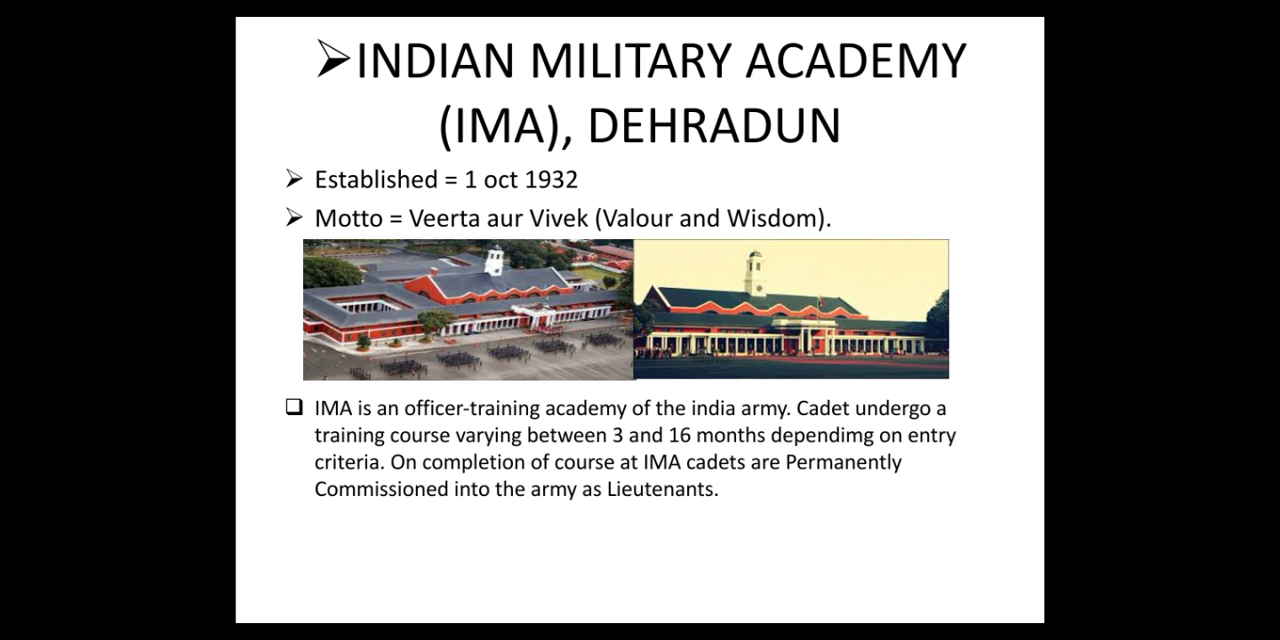 ➢INDIAN MILITARY ACADEMY
(IMA), DEHRADUN
➢ Established = 1 oct 1932
➢ Motto = Veerta aur Vivek (Valour and Wisdom).
❑ IMA is an officer-training academy of the india army. Cadet undergo a
training course varying between 3 and 16 months dependimg on entry
criteria. On completion of course at IMA cadets are Permanently
Commissioned into the army as Lieutenants.